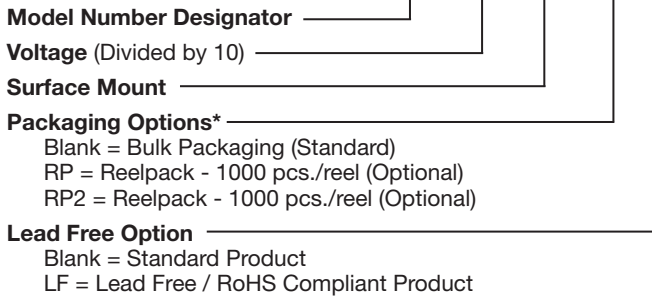 Model Number Designator
Voltage (Divided by 10)
Surface Mount
Packaging Options*
Blank = Bulk Packaging (Standard)
RP = Reelpack - 1000 pcs./reel (Optional)
RP2 = Reelpack - 1000 pcs./reel (Optional)
Lead Free Option
Blank = Standard Product
LF = Lead Free / RoHS Compliant Product